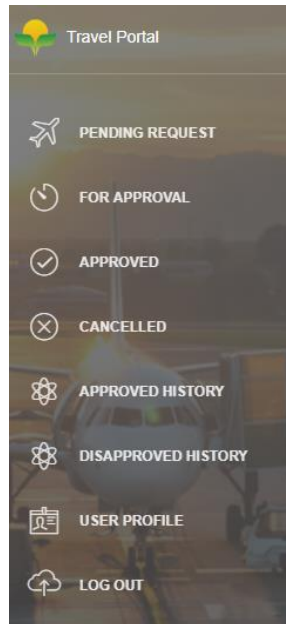 Travel Portal
PENDING REQUEST
FOR APPROVAL
APPROVED
CANCELLED
APPROVED HISTORY
DISAPPROVED HISTORY
USER PROFILE
LOG OUT